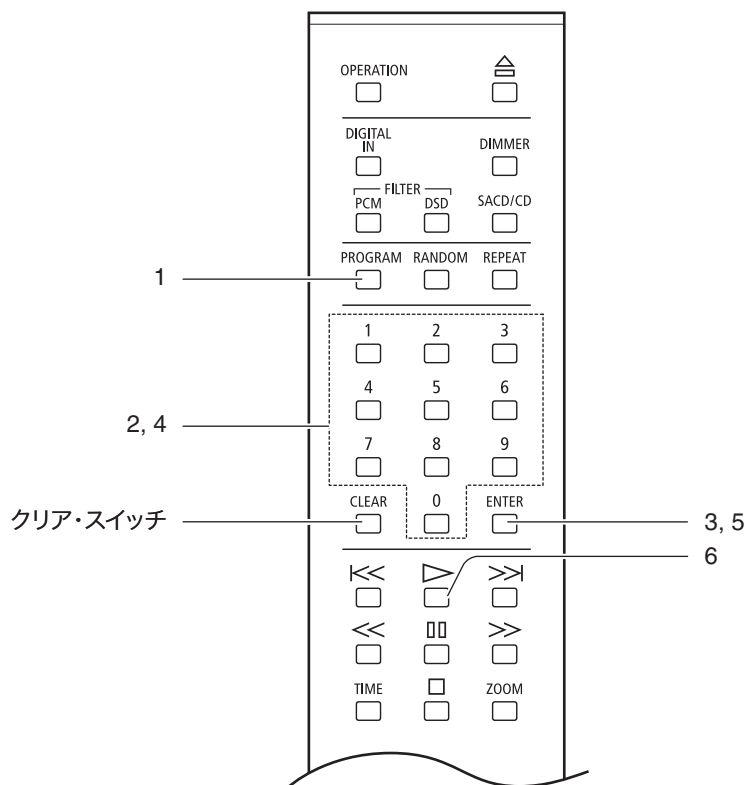 OPERATION
DIGITAL
IN
DIMMER
FILTER
PCM DSD SACD/CD
1 PROGRAM RANDOM REPEAT
1 2 3
4 5 6
2, 4
7 8 9
クリア・スイッチ CLEAR 0 ENTER 3, 5
6
TIME ZOOM